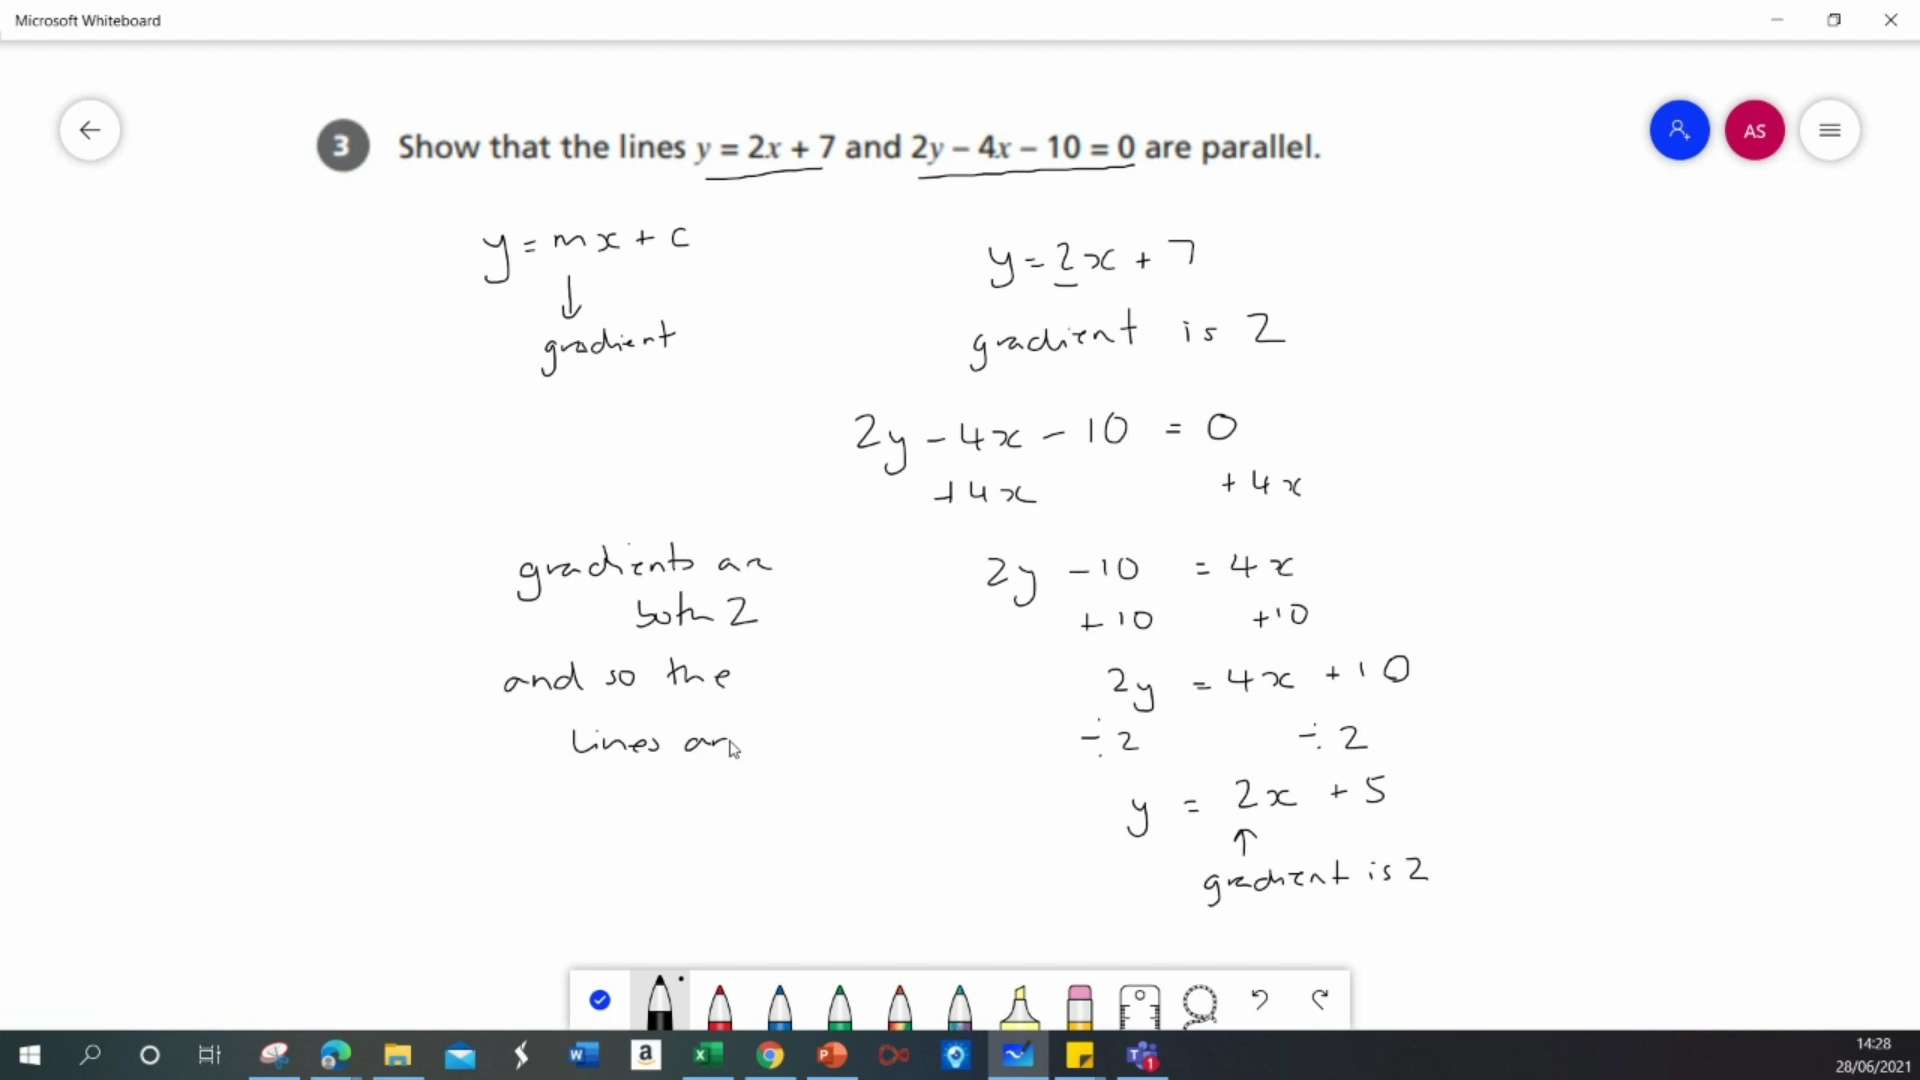 Microsoft Whiteboard
AS
3 Show that the lines y = 2x + 7 and 2y – 4x – 10 = 0 are parallel.
y = mx + c
↓
gradient
y = 2x + 7
gradient is 2
2y - 4x - 10 = 0
+4x +4x
2y -10 = 4x
+10 +10
2y = 4x + 10
÷2 ÷2
y = 2x + 5
↑
gradient is 2
gradients are
both 2
and so the
lines are
14:28
28/06/2021